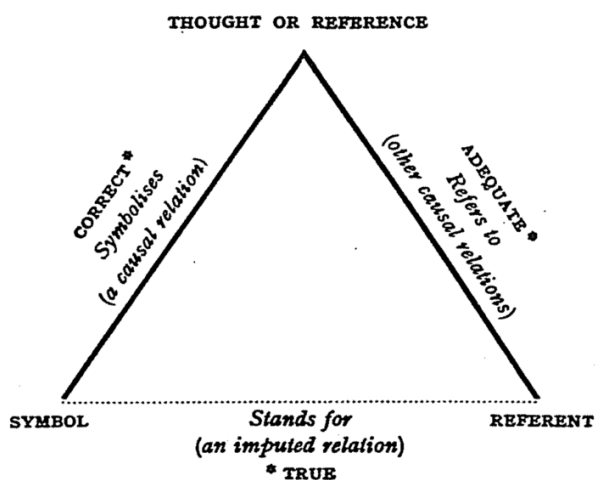 THOUGHT OR REFERENCE
CORRECT*
Symbolises
(a causal relation)
ADEQUATE*
Refers to
(other causal relations)
SYMBOL
Stands for
(an imputed relation)
* TRUE
REFERENT